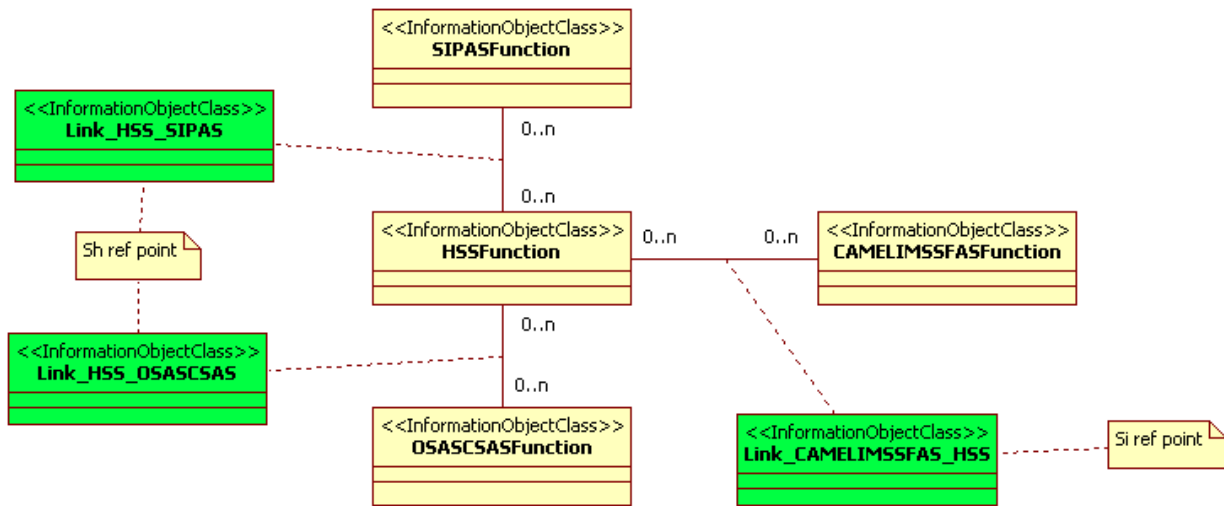 <<InformationObjectClass>>
SIPASFunction
<<InformationObjectClass>>
Link_HSS_SIPAS
0..n
0..n
Sh ref point
<<InformationObjectClass>>
HSSFunction
0..n
0..n
<<InformationObjectClass>>
CAMELIMSSFASFunction
0..n
<<InformationObjectClass>>
Link_HSS_OSASCSAS
0..n
<<InformationObjectClass>>
OSASCSASFunction
<<InformationObjectClass>>
Link_CAMELIMSSFAS_HSS
Si ref point